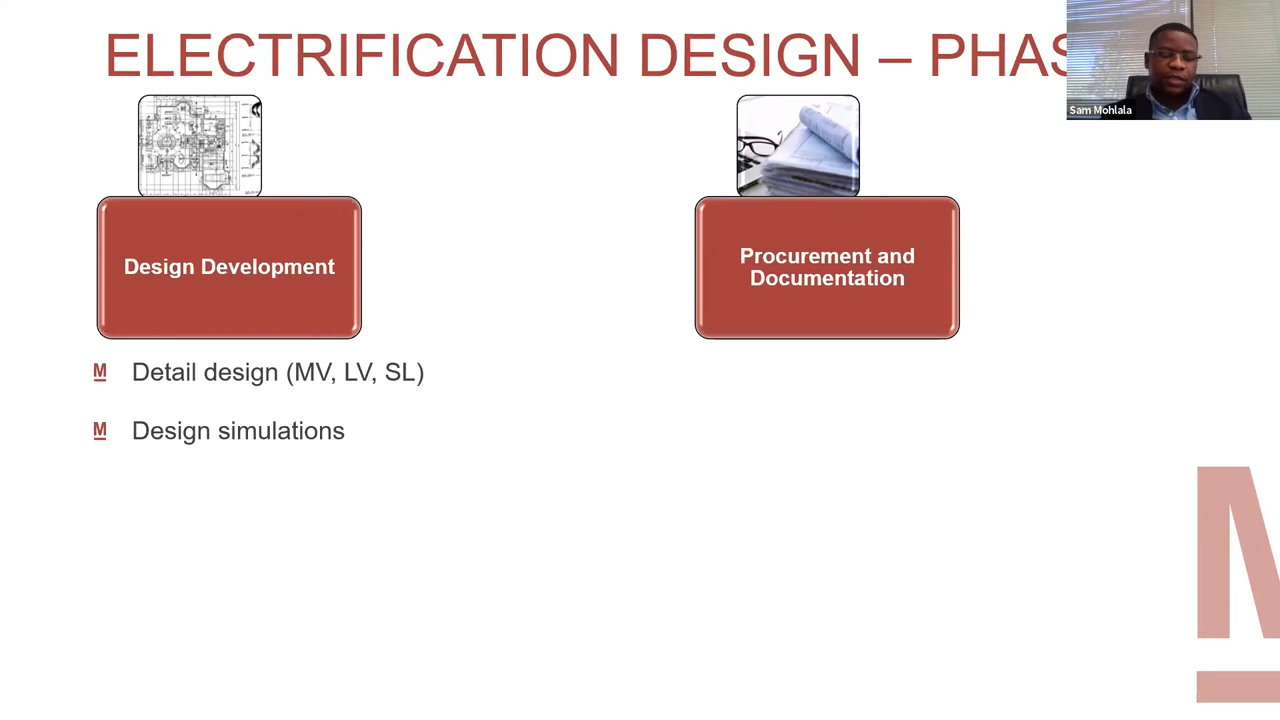 ELECTRIFICATION DESIGN – PHAS
Sam Mohlala
Design Development
Procurement and
Documentation
M Detail design (MV, LV, SL)
M Design simulations
M